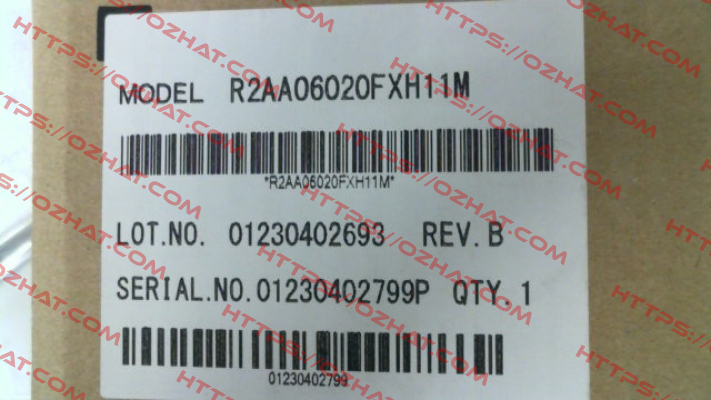 MODEL R2AA06020FXH11M
*R2AA06020FXH11M*
LOT.NO. 01230402693 REV.B
SERIAL.NO.01230402799P QTY.1
01230402799
HTTPS://OZHAT.COM